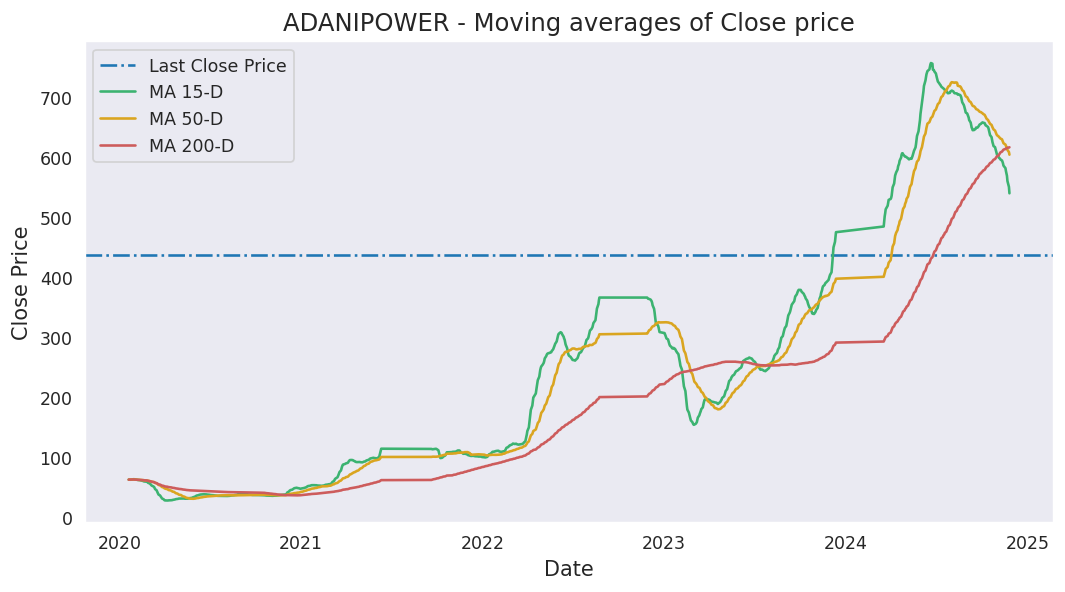 ADANIPOWER - Moving averages of Close price
Last Close Price
MA 15-D
MA 50-D
MA 200-D
Close Price
700
600
500
400
300
200
100
0
2020 2021 2022 2023 2024 2025
Date